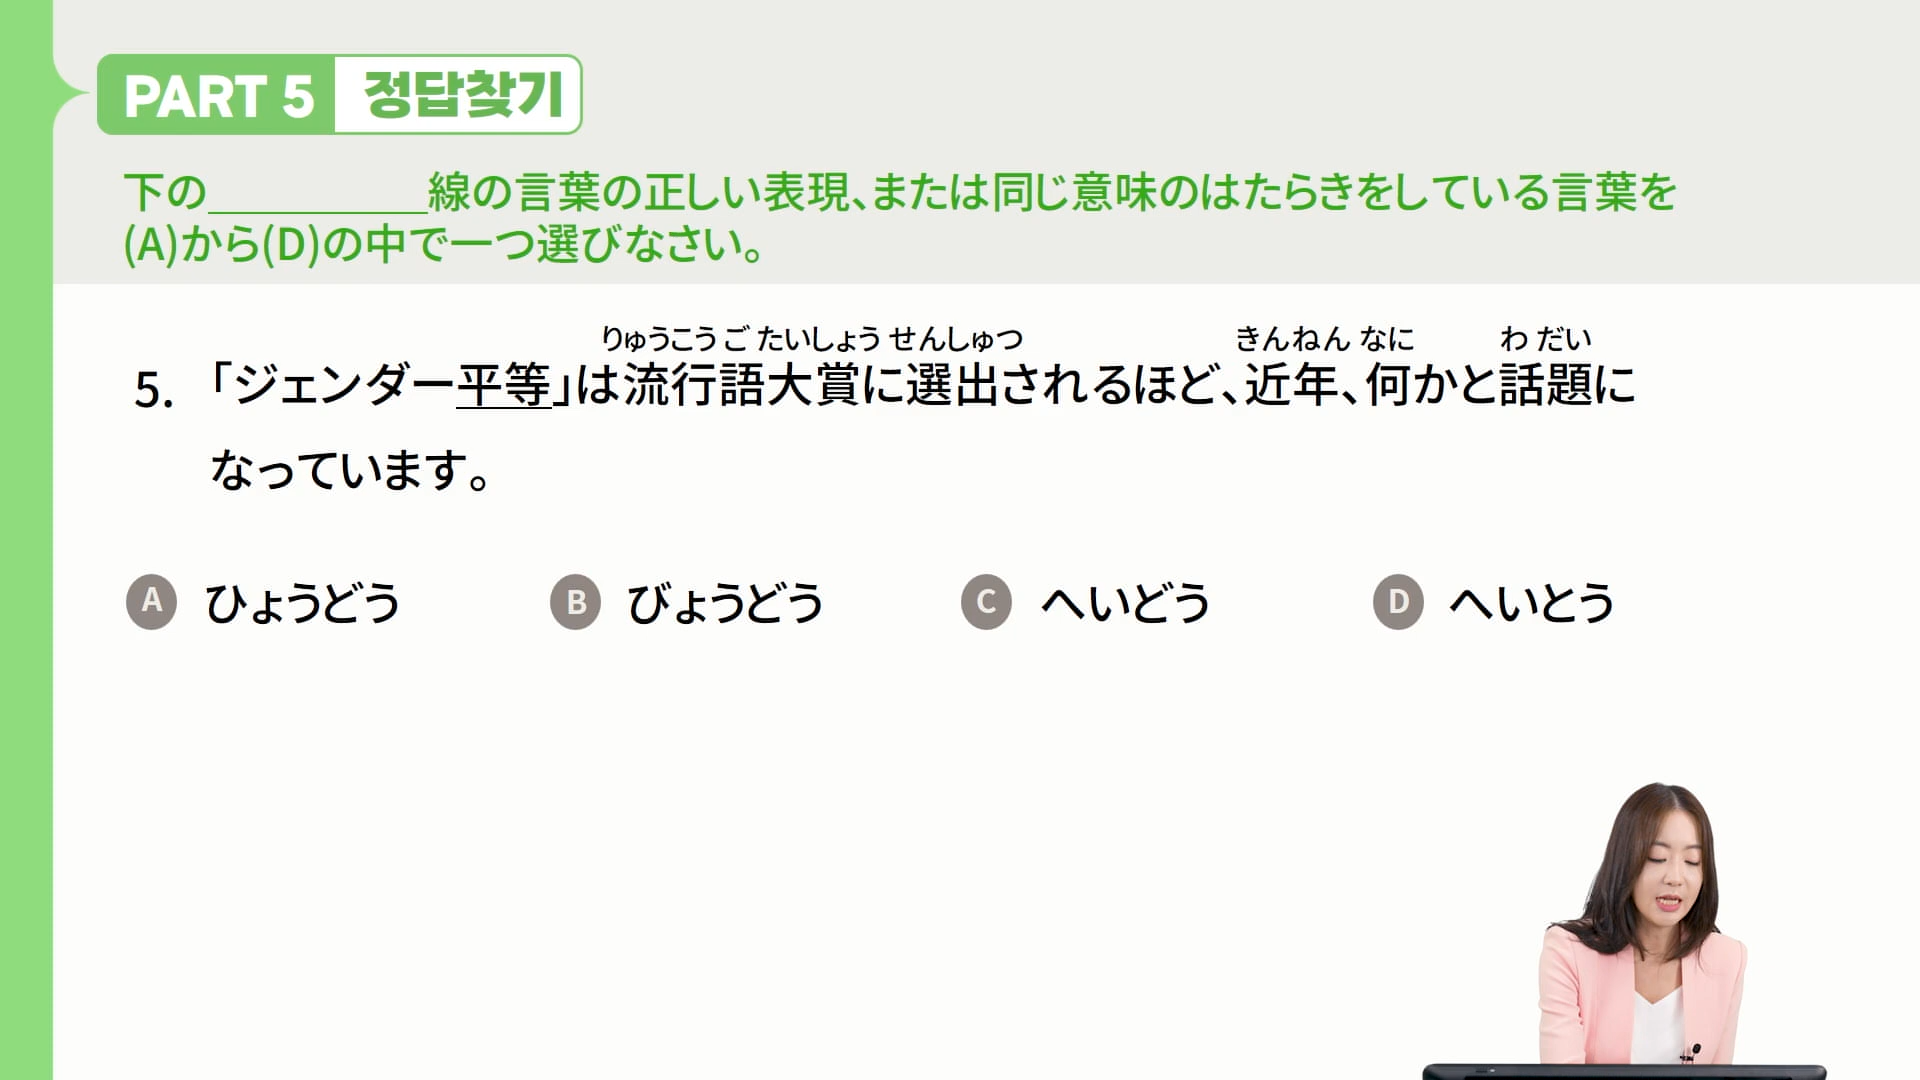 PART 5 정답찾기
下の__________線の言葉の正しい表現、または同じ意味のはたらきをしている言葉を
(A)から(D)の中で一つ選びなさい。
りゅうこうごたいしょうせんしゅつ きんねん なに わだい
5. 「ジェンダー平等」は流行語大賞に選出されるほど、近年、何かと話題に
なっています。
A ひょうどう B びょうどう C へいどう D へいとう